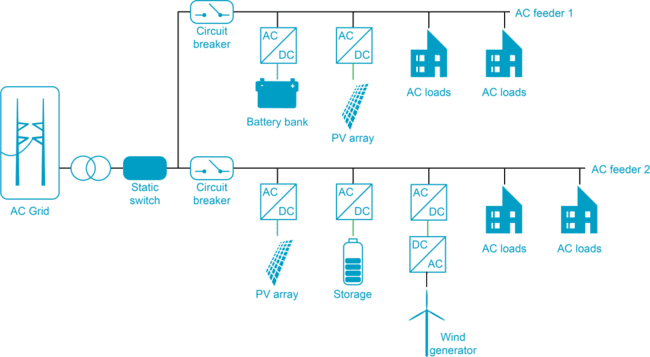 AC feeder 1
Circuit
breaker
AC
DC
AC
DC
AC loads
AC loads
Battery bank
PV array
AC Grid
Static
switch
Circuit
breaker
AC feeder 2
AC
DC
AC
DC
AC
DC
DC
AC
AC loads
AC loads
PV array
Storage
Wind
generator